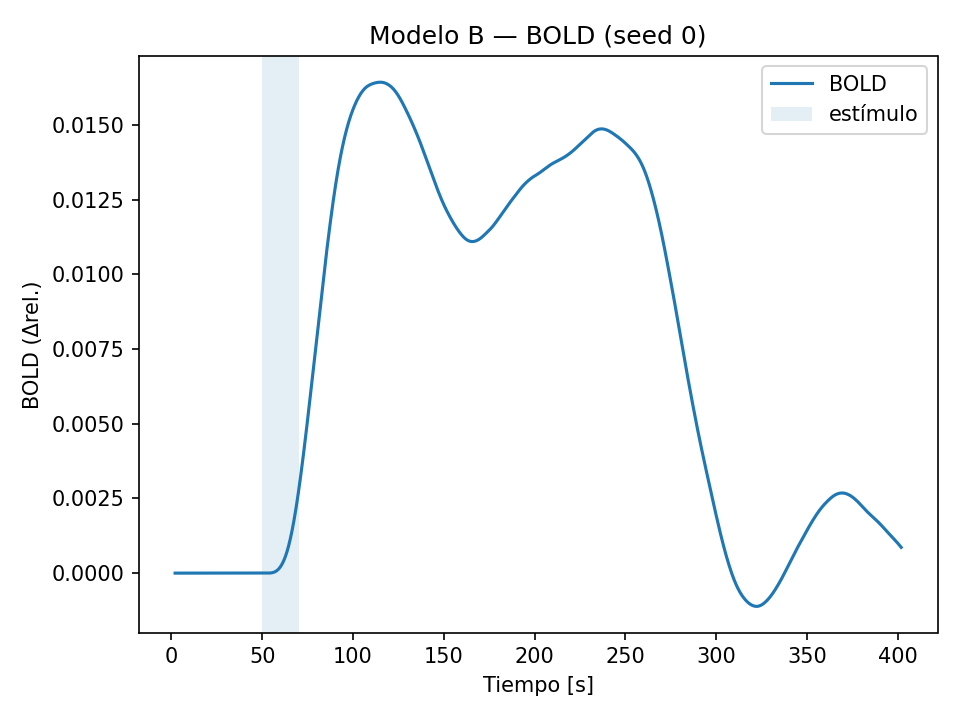 Modelo B — BOLD (seed 0)
BOLD
estímulo
BOLD (Δrel.)
0.0150
0.0125
0.0100
0.0075
0.0050
0.0025
0.0000
0 50 100 150 200 250 300 350 400
Tiempo [s]